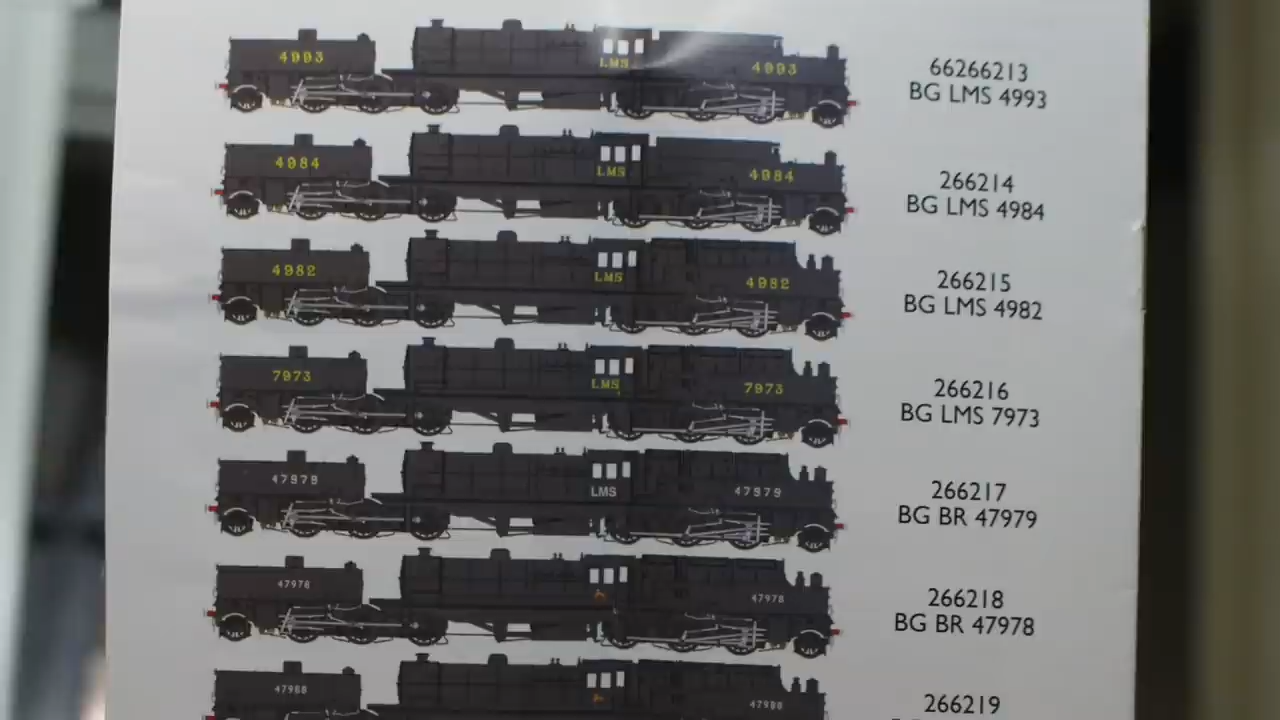 4993 LMS 4993
66266213
BG LMS 4993
4984 LMS 4984
266214
BG LMS 4984
4982 LMS 4982
266215
BG LMS 4982
7973 LMS 7973
266216
BG LMS 7973
47979 LMS 47979
266217
BG BR 47979
47978 47978
266218
BG BR 47978
47980 47980
266219